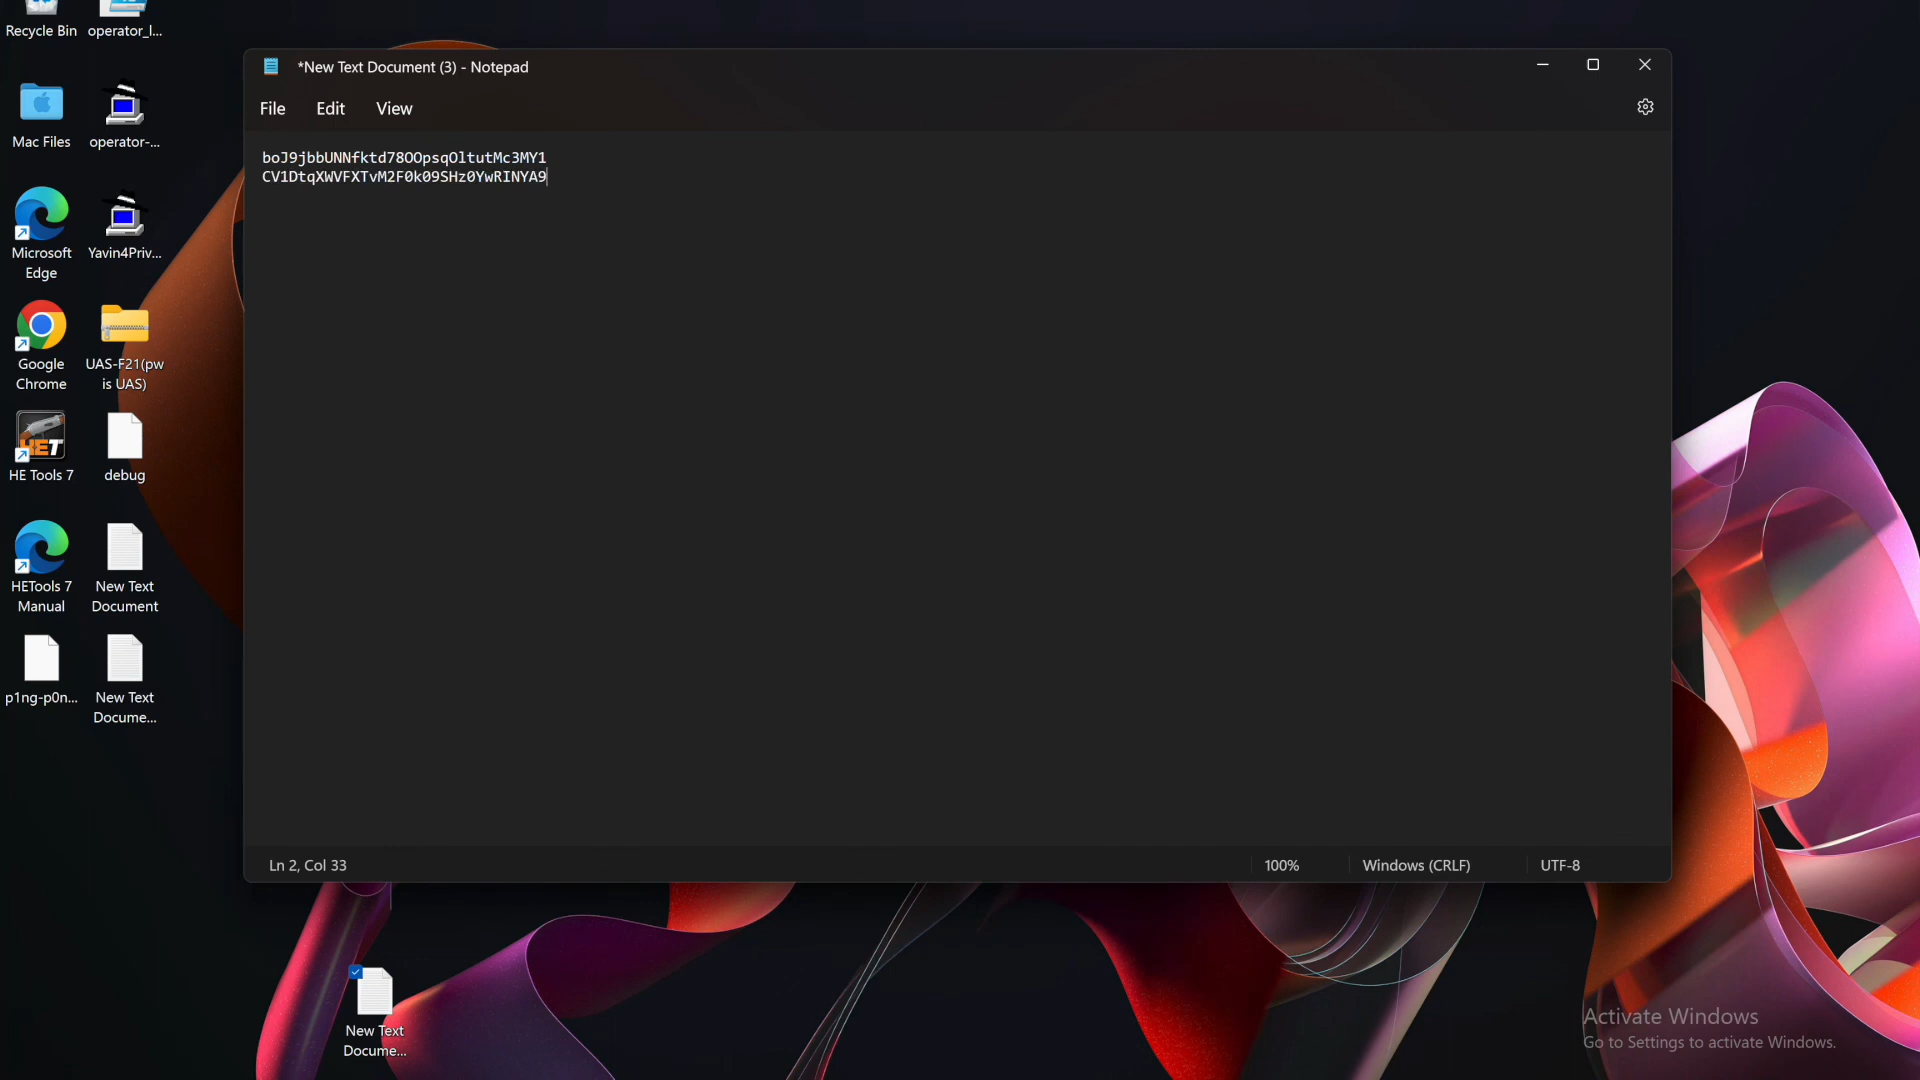 Recycle Bin
operator_l...
*New Text Document (3) - Notepad
File Edit View
Mac Files
operator-...
boJ9jbbUNNfktd78OOpsqOltutMc3MY1
CV1DtqXWVFXTvM2F0k09SHz0YwRINYA9
Microsoft
Edge
Yavin4Priv...
Google
Chrome
UAS-F21(pw
is UAS)
HET
HE Tools 7
debug
HETools 7
Manual
New Text
Document
p1ng-p0n...
New Text
Docume...
Ln 2, Col 33
100%
Windows (CRLF)
UTF-8
New Text
Docume...
Activate Windows
Go to Settings to activate Windows.